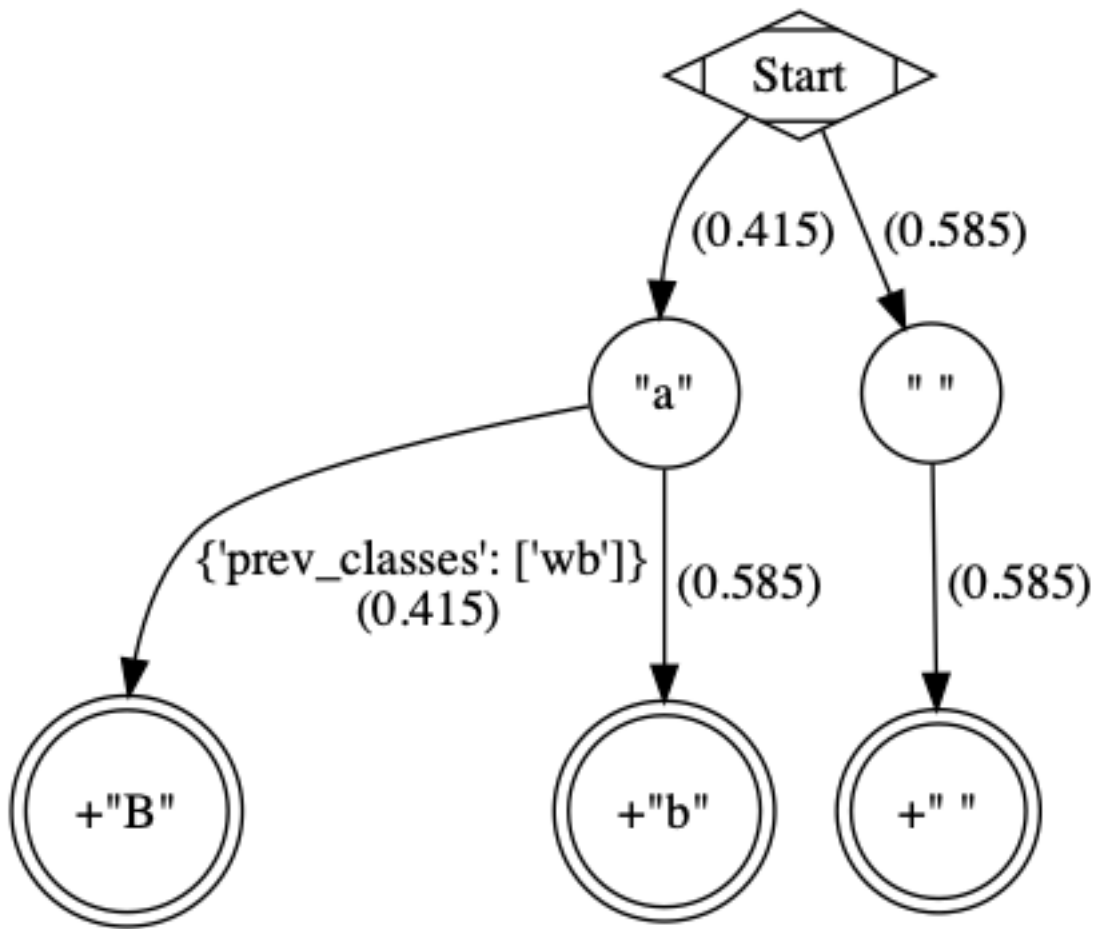 Start
(0.415)
(0.585)
"a"
" "
{'prev_classes': ['wb']}
(0.415)
(0.585)
(0.585)
+"B"
+"b"
+" "